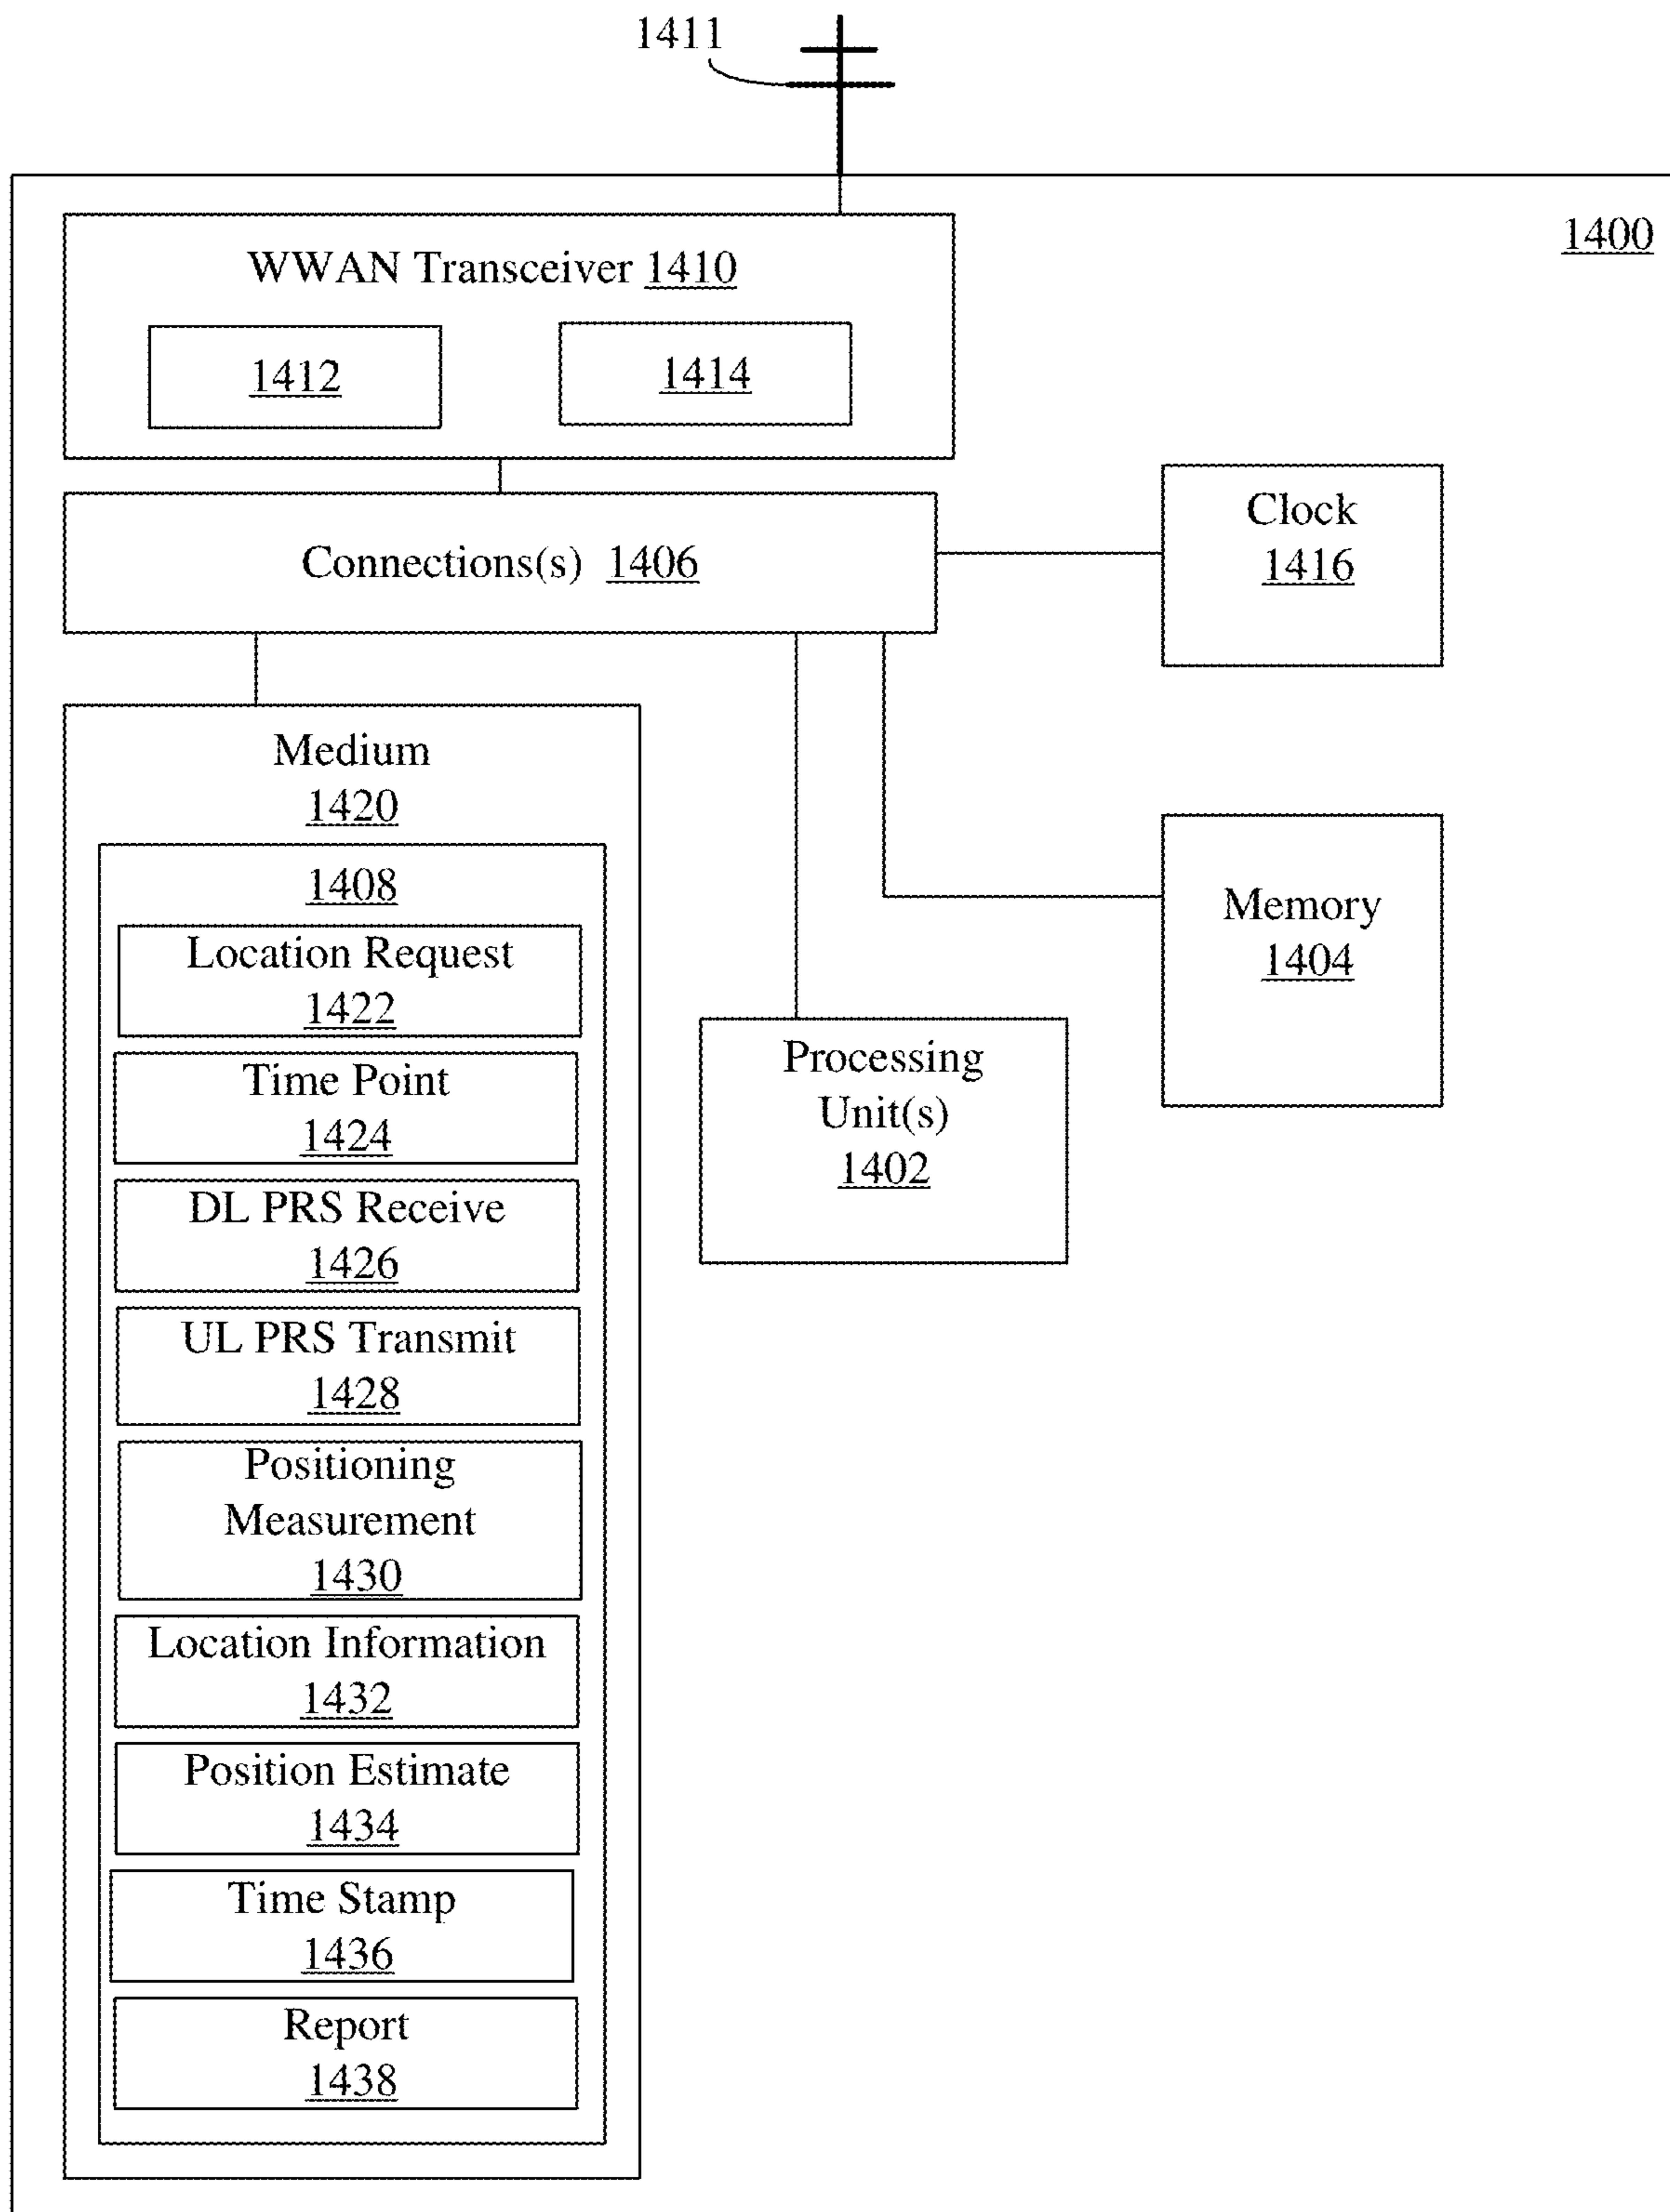 1411
1400
WWAN Transceiver 1410
1412
1414
Connections(s) 1406
Clock
1416
Medium
1420
1408
Location Request
1422
Time Point
1424
DL PRS Receive
1426
UL PRS Transmit
1428
Positioning
Measurement
1430
Location Information
1432
Position Estimate
1434
Time Stamp
1436
Report
1438
Processing
Unit(s)
1402
Memory
1404